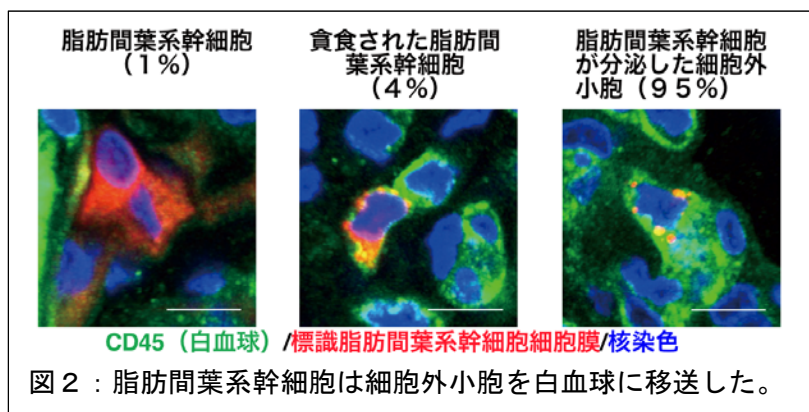 脂肪間葉系幹細胞
（１%）
貪食された脂肪間
葉系幹細胞
（４%）
脂肪間葉系幹細胞
が分泌した細胞外
小胞（９５%）
CD45（白血球）/標識脂肪間葉系幹細胞細胞膜/核染色
図２：脂肪間葉系幹細胞は細胞外小胞を白血球に移送した。